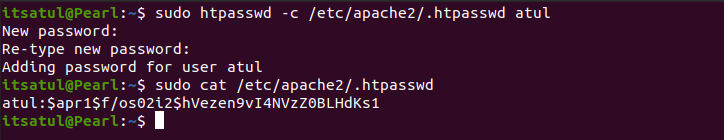 itsatul@Pearl:~$ sudo htpasswd -c /etc/apache2/.htpasswd atul
New password:
Re-type new password:
Adding password for user atul
itsatul@Pearl:~$ sudo cat /etc/apache2/.htpasswd
atul:$apr1$f/os02i2$hVezen9vI4NVzZ0BLHdKs1
itsatul@Pearl:~$